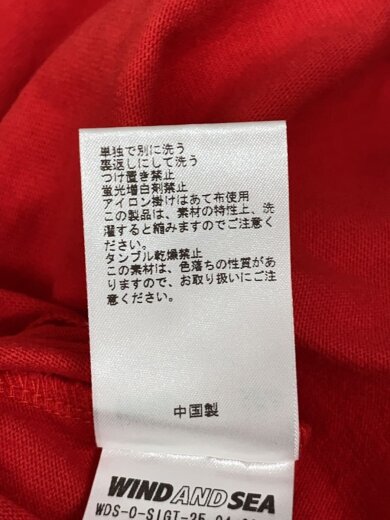 単独で別に洗う
裏返しにして洗う
つけ置き禁止
蛍光増白剤禁止
アイロン掛けはあて布使用
この製品は、素材の特性上、洗
濯すると縮みますのでご注意く
ださい。
タンブル乾燥禁止
この素材は、色落ちの性質があ
りますので、お取り扱いにご注
意ください。
中国製
WIND AND SEA
WDS-O-SIGT-25